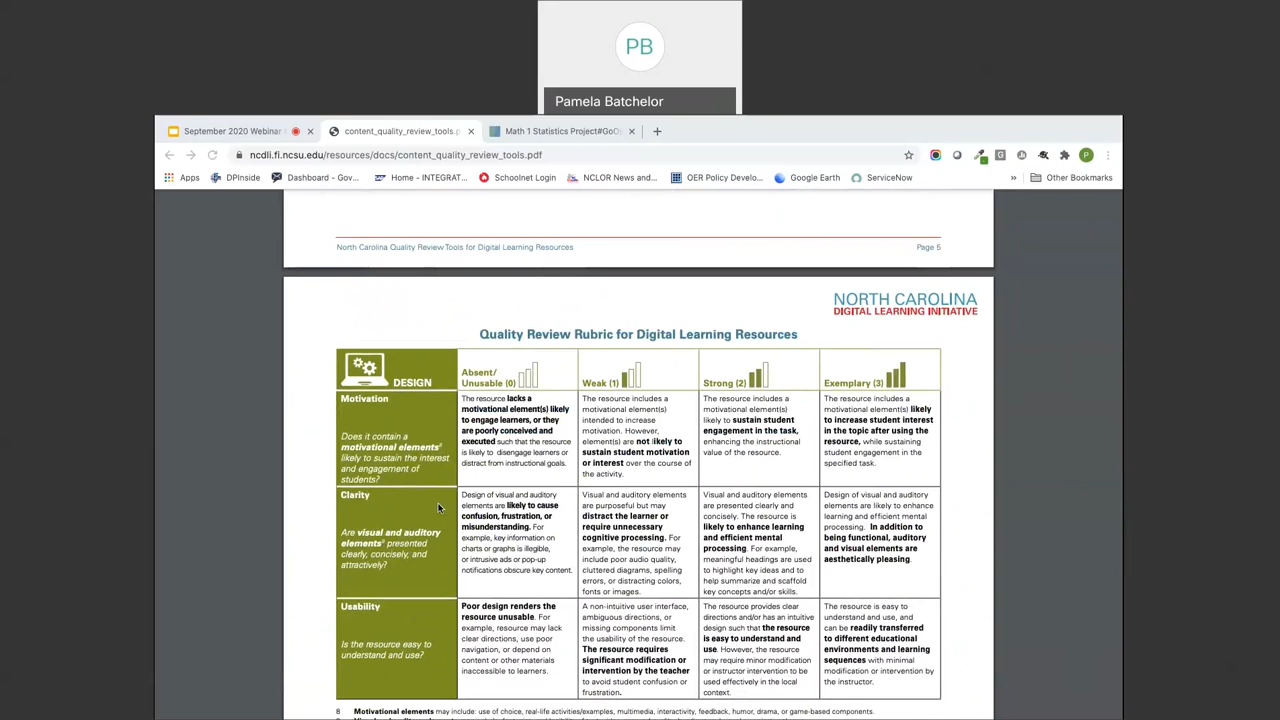 PB
Pamela Batchelor
September 2020 Webinar
content_quality_review_tools.p
Math 1 Statistics Project#GoOp
ncdli.fi.ncsu.edu/resources/docs/content_quality_review_tools.pdf
Apps
DPInside
Dashboard - Gov...
Home - INTEGRAT...
Schoolnet Login
NCLOR News and...
OER Policy Develo...
Google Earth
ServiceNow
»
Other Bookmarks
North Carolina Quality Review Tools for Digital Learning Resources
Page 5
NORTH CAROLINA
DIGITAL LEARNING INITIATIVE
Quality Review Rubric for Digital Learning Resources
DESIGN
Absent/
Unusable (0)
Weak (1)
Strong (2)
Exemplary (3)
Motivation
Does it contain a
motivational elements⁸
likely to sustain the interest
and engagement of
students?
The resource lacks a
motivational element(s) likely
to engage learners, or they
are poorly conceived and
executed such that the resource
is likely to disengage learners or
distract from instructional goals.
The resource includes a
motivational element(s)
intended to increase
motivation. However,
element(s) are not likely to
sustain student motivation
or interest over the course of
the activity.
The resource includes a
motivational element(s)
likely to sustain student
engagement in the task,
enhancing the instructional
value of the resource.
The resource includes a
motivational element(s) likely
to increase student interest
in the topic after using the
resource, while sustaining
student engagement in the
specified task.
Clarity
Are visual and auditory
elements⁹ presented
clearly, concisely, and
attractively?
Design of visual and auditory
elements are likely to cause
confusion, frustration, or
misunderstanding. For
example, key information on
charts or graphs is illegible,
or intrusive ads or pop-up
notifications obscure key content.
Visual and auditory elements
are purposeful but may
distract the learner or
require unnecessary
cognitive processing. For
example, the resource may
include poor audio quality,
cluttered diagrams, spelling
errors, or distracting colors,
fonts or images.
Visual and auditory elements
are presented clearly and
concisely. The resource is
likely to enhance learning
and efficient mental
processing. For example,
meaningful headings are used
to highlight key ideas and to
help summarize and scaffold
key concepts and/or skills.
Design of visual and auditory
elements are likely to enhance
learning and efficient mental
processing. In addition to
being functional, auditory
and visual elements are
aesthetically pleasing.
Usability
Is the resource easy to
understand and use?
Poor design renders the
resource unusable. For
example, resource may lack
clear directions, use poor
navigation, or depend on
content or other materials
inaccessible to learners.
A non-intuitive user interface,
ambiguous directions, or
missing components limit
the usability of the resource.
The resource requires
significant modification or
intervention by the teacher
to avoid student confusion or
frustration.
The resource provides clear
directions and/or has an intuitive
design such that the resource
is easy to understand and
use. However, the resource
may require minor modification
or instructor intervention to be
used effectively in the local
context.
The resource is easy to
understand and use, and
can be readily transferred
to different educational
environments and learning
sequences with minimal
modification or intervention by
the instructor.
8 Motivational elements may include: use of choice, real-life activities/examples, multimedia, interactivity, feedback, humor, drama, or game-based components.